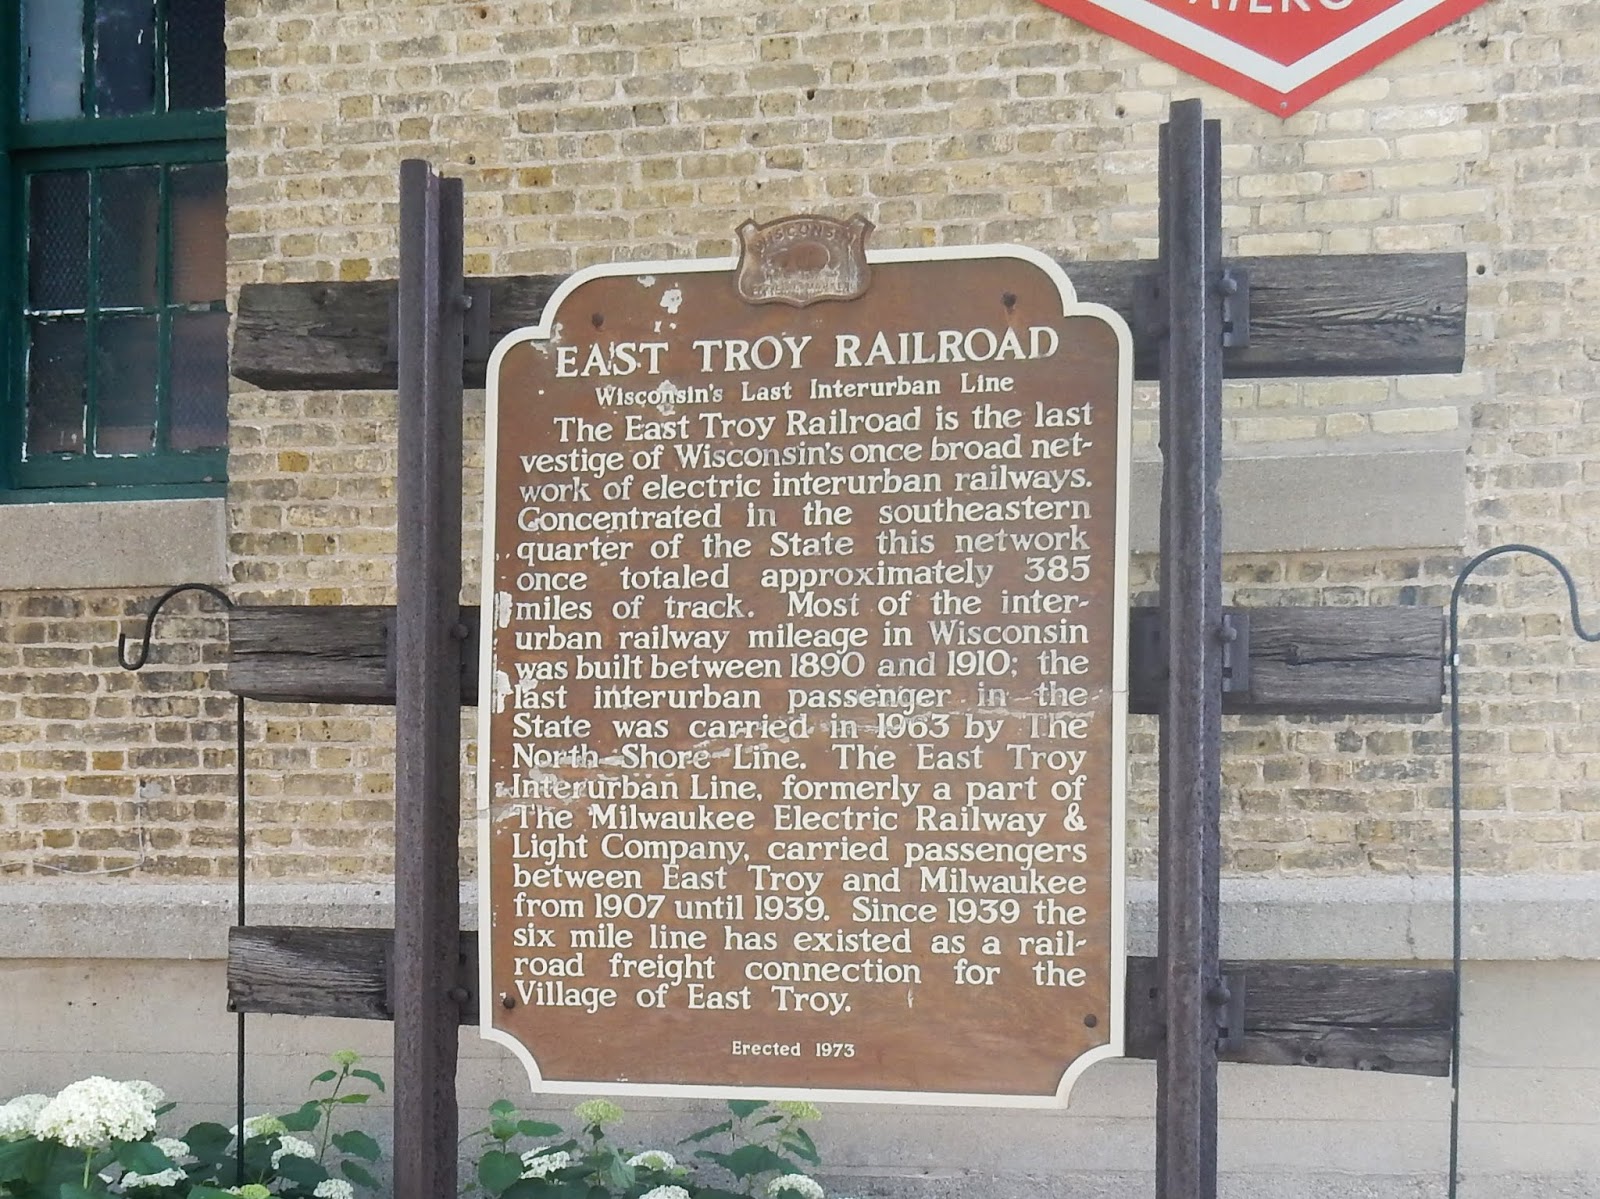 WISCONSIN
EAST TROY RAILROAD
Wisconsin's Last Interurban Line
The East Troy Railroad is the last
vestige of Wisconsin's once broad net-
work of electric interurban railways.
Concentrated in the southeastern
quarter of the State this network
once totaled approximately 385
miles of track. Most of the inter-
urban railway mileage in Wisconsin
was built between 1890 and 1910; the
last interurban passenger in the
State was carried in 1963 by The
North Shore Line. The East Troy
Interurban Line, formerly a part of
The Milwaukee Electric Railway &
Light Company, carried passengers
between East Troy and Milwaukee
from 1907 until 1939. Since 1939 the
six mile line has existed as a rail-
road freight connection for the
Village of East Troy.
Erected 1973